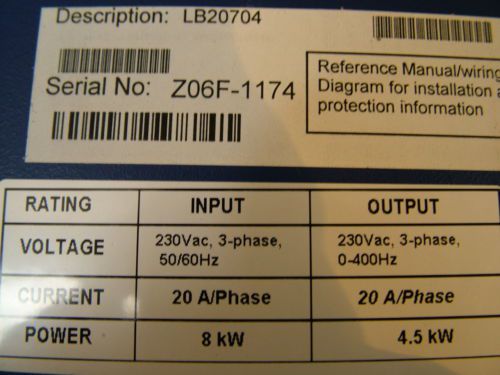 Description: LB20704
Serial No: Z06F-1174
Reference Manual/wiring
Diagram for installation a
protection information
RATING INPUT OUTPUT
VOLTAGE 230Vac, 3-phase, 50/60Hz 230Vac, 3-phase, 0-400Hz
CURRENT 20 A/Phase 20 A/Phase
POWER 8 kW 4.5 kW